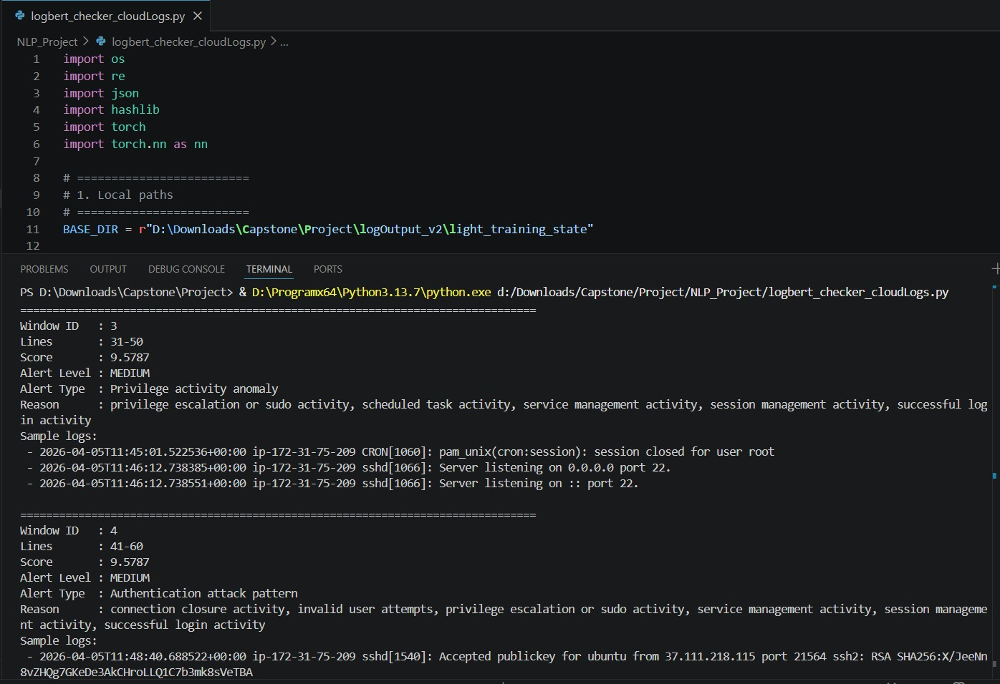 logbert_checker_cloudLogs.py
NLP_Project > logbert_checker_cloudLogs.py > ...
1 import os
2 import re
3 import json
4 import hashlib
5 import torch
6 import torch.nn as nn
7
8 # =========================
9 # 1. Local paths
10 # =========================
11 BASE_DIR = r"D:\Downloads\Capstone\Project\logOutput_v2\light_training_state"
12
PROBLEMS OUTPUT DEBUG CONSOLE TERMINAL PORTS
PS D:\Downloads\Capstone\Project> & D:\Programx64\Python3.13.7\python.exe d:/Downloads/Capstone/Project/NLP_Project/logbert_checker_cloudLogs.py
================================================================================
Window ID   : 3
Lines       : 31-50
Score       : 9.5787
Alert Level : MEDIUM
Alert Type  : Privilege activity anomaly
Reason      : privilege escalation or sudo activity, scheduled task activity, service management activity, session management activity, successful log
in activity
Sample logs:
 - 2026-04-05T11:45:01.522536+00:00 ip-172-31-75-209 CRON[1060]: pam_unix(cron:session): session closed for user root
 - 2026-04-05T11:46:12.738385+00:00 ip-172-31-75-209 sshd[1066]: Server listening on 0.0.0.0 port 22.
 - 2026-04-05T11:46:12.738551+00:00 ip-172-31-75-209 sshd[1066]: Server listening on :: port 22.
================================================================================
Window ID   : 4
Lines       : 41-60
Score       : 9.5787
Alert Level : MEDIUM
Alert Type  : Authentication attack pattern
Reason      : connection closure activity, invalid user attempts, privilege escalation or sudo activity, service management activity, session manageme
nt activity, successful login activity
Sample logs:
 - 2026-04-05T11:48:40.688522+00:00 ip-172-31-75-209 sshd[1540]: Accepted publickey for ubuntu from 37.111.218.115 port 21564 ssh2: RSA SHA256:X/JeeNn
8vZHQg7GKeDe3AkCHroLLQ1C7b3mk8sVeTBA